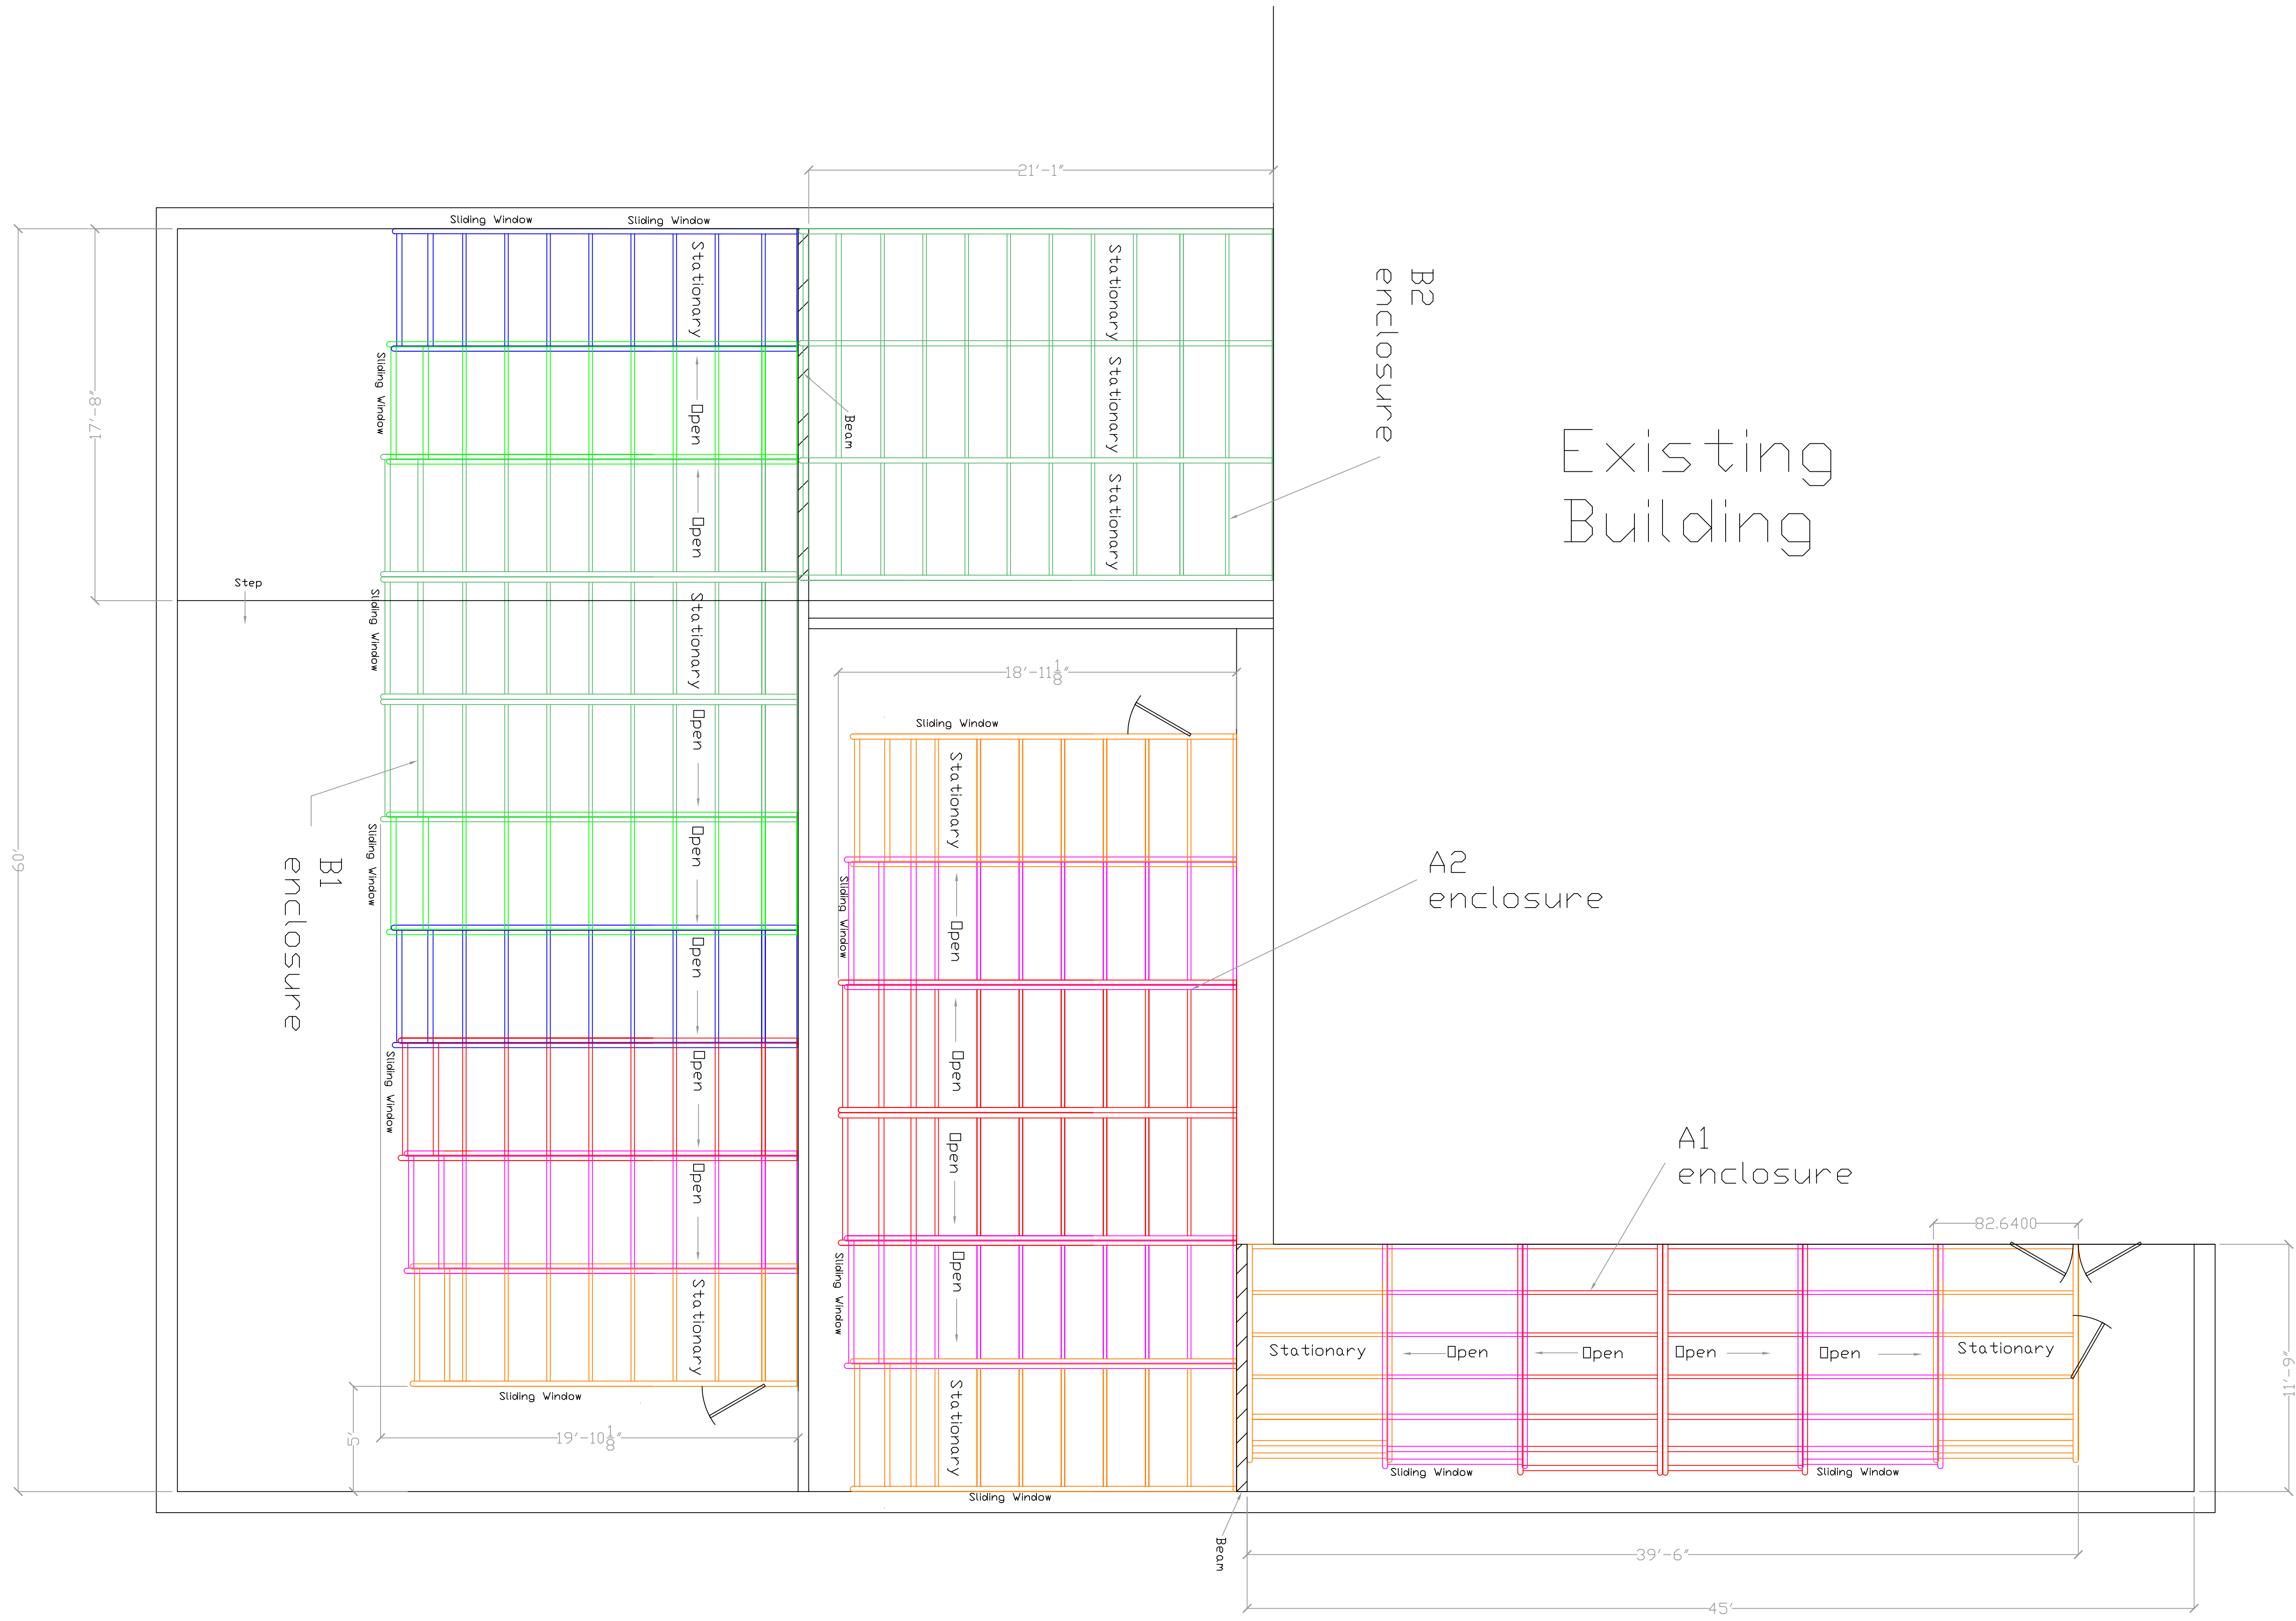 21'-1"
Sliding Window
Sliding Window
Stationary
Stationary
B2
enclosure
Existing
Building
17'-8"
Sliding Window
Open
Beam
Stationary
Open
Stationary
Step
Sliding Window
Stationary
18'-11 1/8"
Open
Sliding Window
Stationary
60'
B1
enclosure
Sliding Window
Open
A2
enclosure
Sliding Window
Open
Open
Sliding Window
Open
Open
A1
enclosure
Open
Open
82.6400
Sliding Window
Open
Stationary
Stationary
Open
Open
Open
Open
Stationary
11'-9"
Sliding Window
Stationary
5'
19'-10 1/8"
Sliding Window
Sliding Window
Sliding Window
Beam
39'-6"
45'